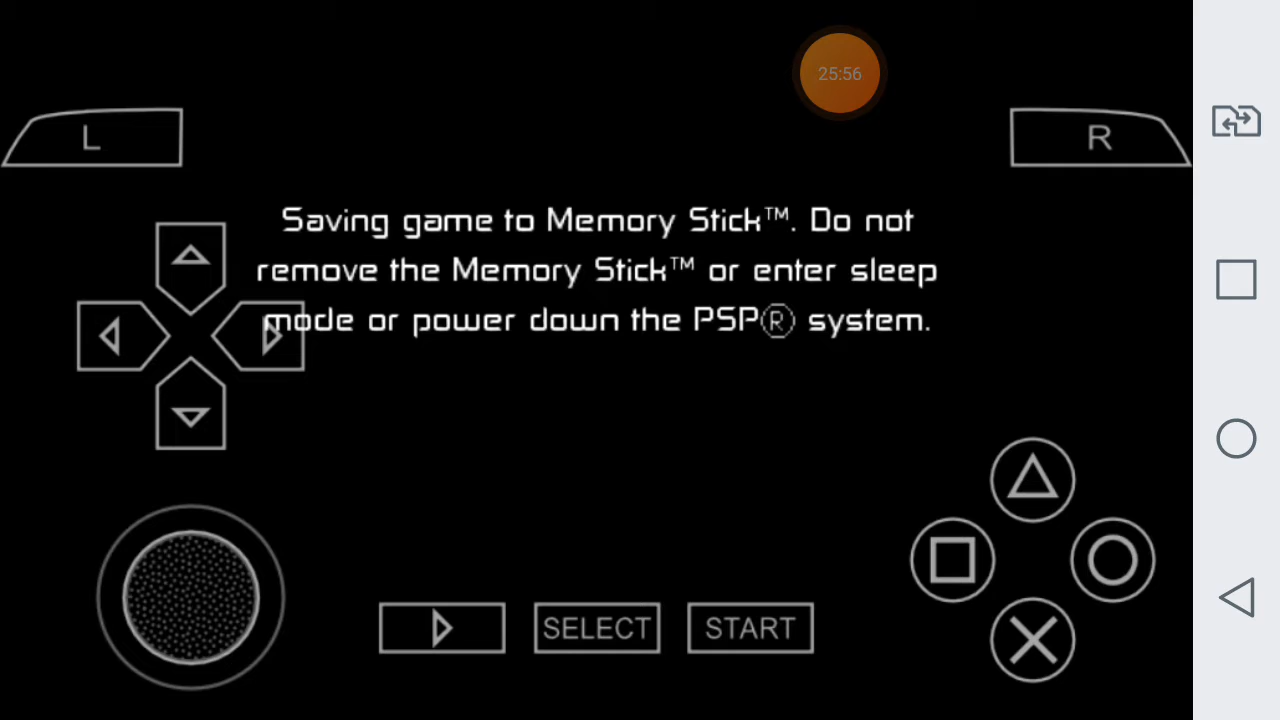 25:56
L
R
Saving game to Memory Stick™. Do not
remove the Memory Stick™ or enter sleep
mode or power down the PSP® system.
SELECT
START